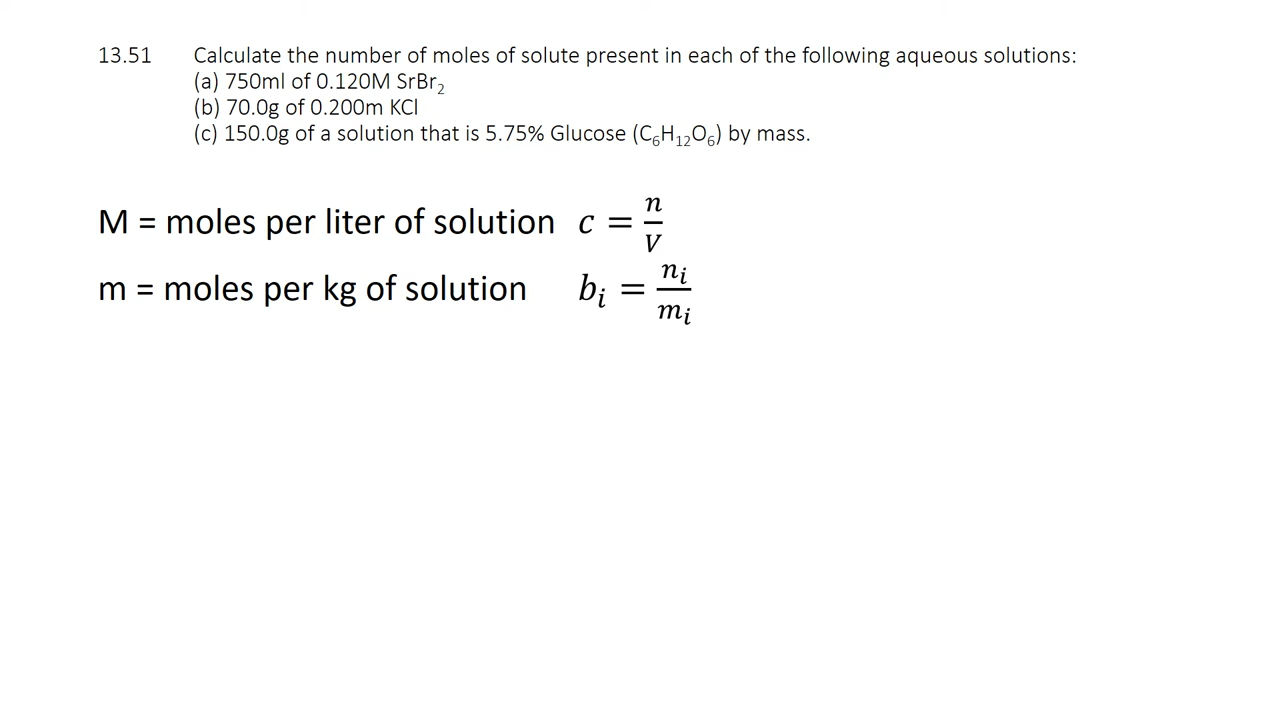 13.51 Calculate the number of moles of solute present in each of the following aqueous solutions:
(a) 750ml of 0.120M SrBr₂
(b) 70.0g of 0.200m KCl
(c) 150.0g of a solution that is 5.75% Glucose (C₆H₁₂O₆) by mass.
M = moles per liter of solution c = n/V
m = moles per kg of solution bᵢ = nᵢ/mᵢ